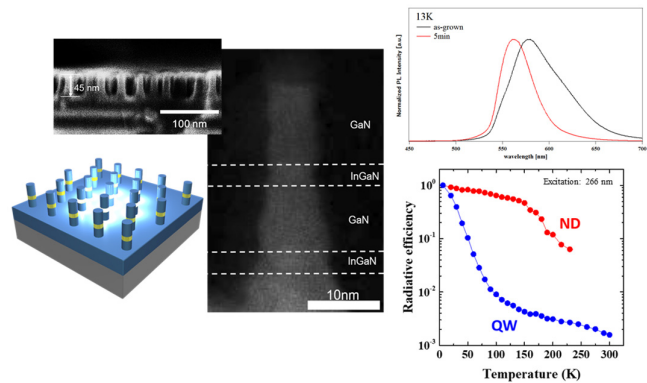 45 nm
100 nm
GaN
InGaN
GaN
InGaN
10nm
13K
as-grown
5min
Normalized PL Intensity [a.u.]
450 500 550 600 650 700
wavelength [nm]
Excitation: 266 nm
ND
QW
Radiative efficiency
10⁰
10⁻¹
10⁻²
10⁻³
0 50 100 150 200 250 300
Temperature (K)